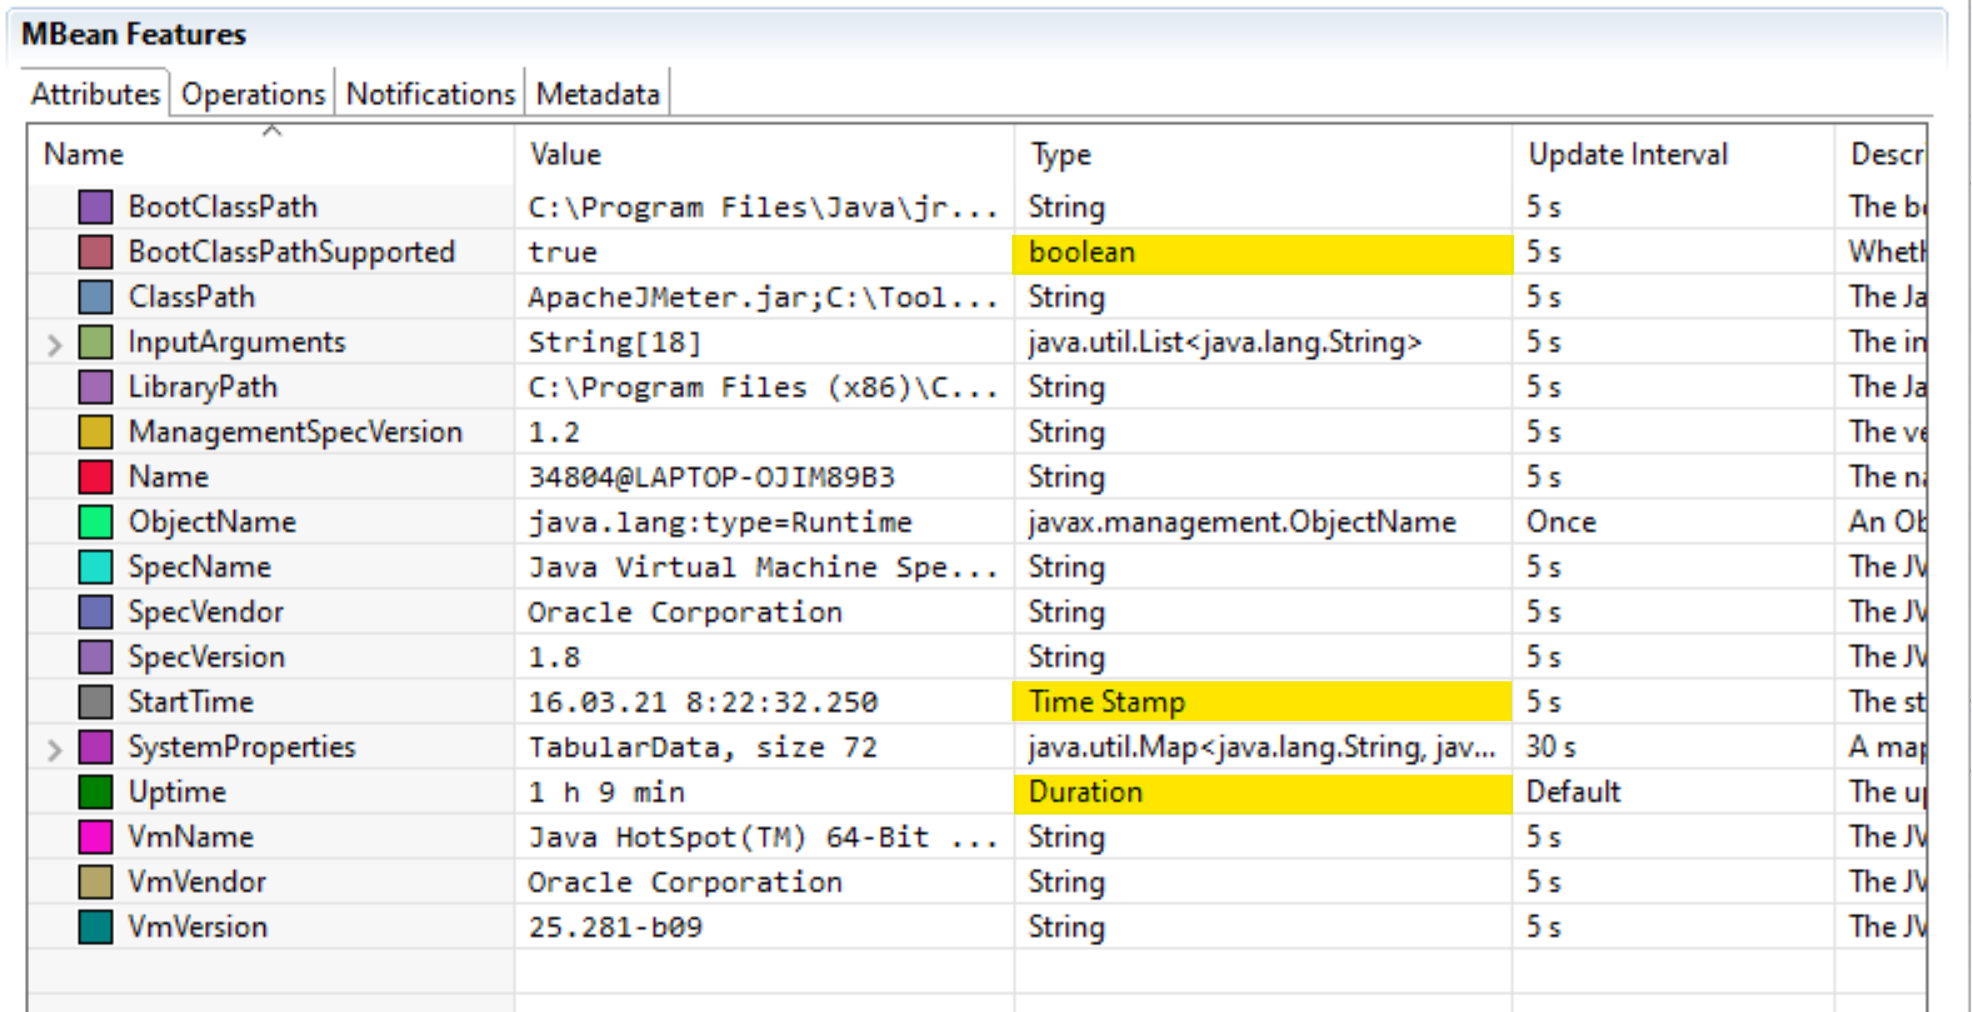 MBean Features
Attributes Operations Notifications Metadata
Name Value Type Update Interval Descr
BootClassPath C:\Program Files\Java\jr... String 5 s The
BootClassPathSupported true boolean 5 s Wheth
ClassPath ApacheJMeter.jar;C:\Tool... String 5 s The Ja
InputArguments String[18] java.util.List<java.lang.String> 5 s The in
LibraryPath C:\Program Files (x86)\C... String 5 s The Ja
ManagementSpecVersion 1.2 String 5 s The ve
Name 34804@LAPTOP-OJIM89B3 String 5 s The na
ObjectName java.lang:type=Runtime javax.management.ObjectName Once An Ob
SpecName Java Virtual Machine Spe... String 5 s The JV
SpecVendor Oracle Corporation String 5 s The JV
SpecVersion 1.8 String 5 s The JV
StartTime 16.03.21 8:22:32.250 Time Stamp 5 s The st
SystemProperties TabularData, size 72 java.util.Map<java.lang.String, jav... 30 s A map
Uptime 1 h 9 min Duration Default The up
VmName Java HotSpot(TM) 64-Bit ... String 5 s The JV
VmVendor Oracle Corporation String 5 s The JV
VmVersion 25.281-b09 String 5 s The JV